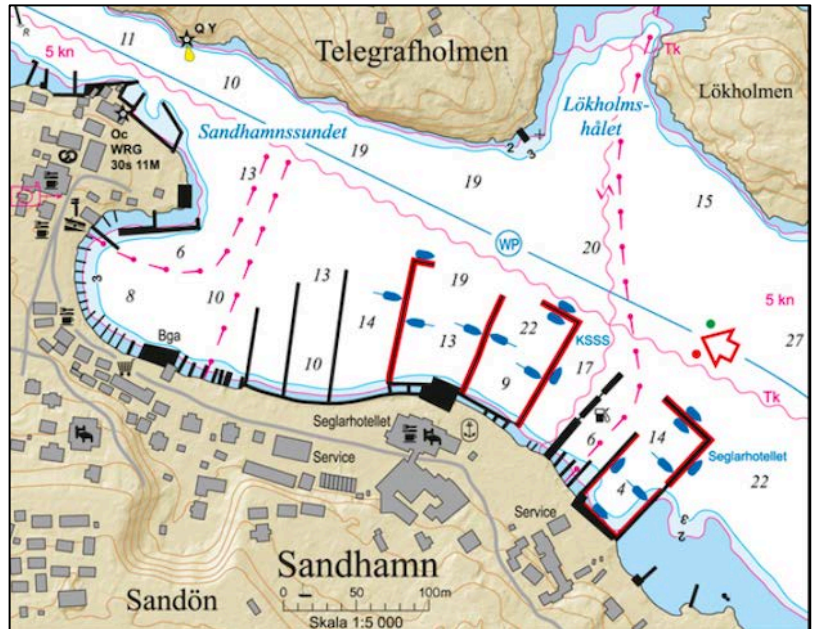 R
11
Q Y
5 kn
10
Telegrafholmen
Tk
Lökholmen
Oc
WRG
30s 11M
Sandhamnssundet
Lökholms-
hålet
2
3
19
13
19
15
6
WP
20
3
8
10
13
19
5 kn
14
13
22
KSSS
17
27
Bga
10
9
Tk
Seglarhotellet
6
14
Seglarhotellet
Service
4
22
Service
3
2
Sandhamn
Sandön
0
50
100m
Skala 1:5 000